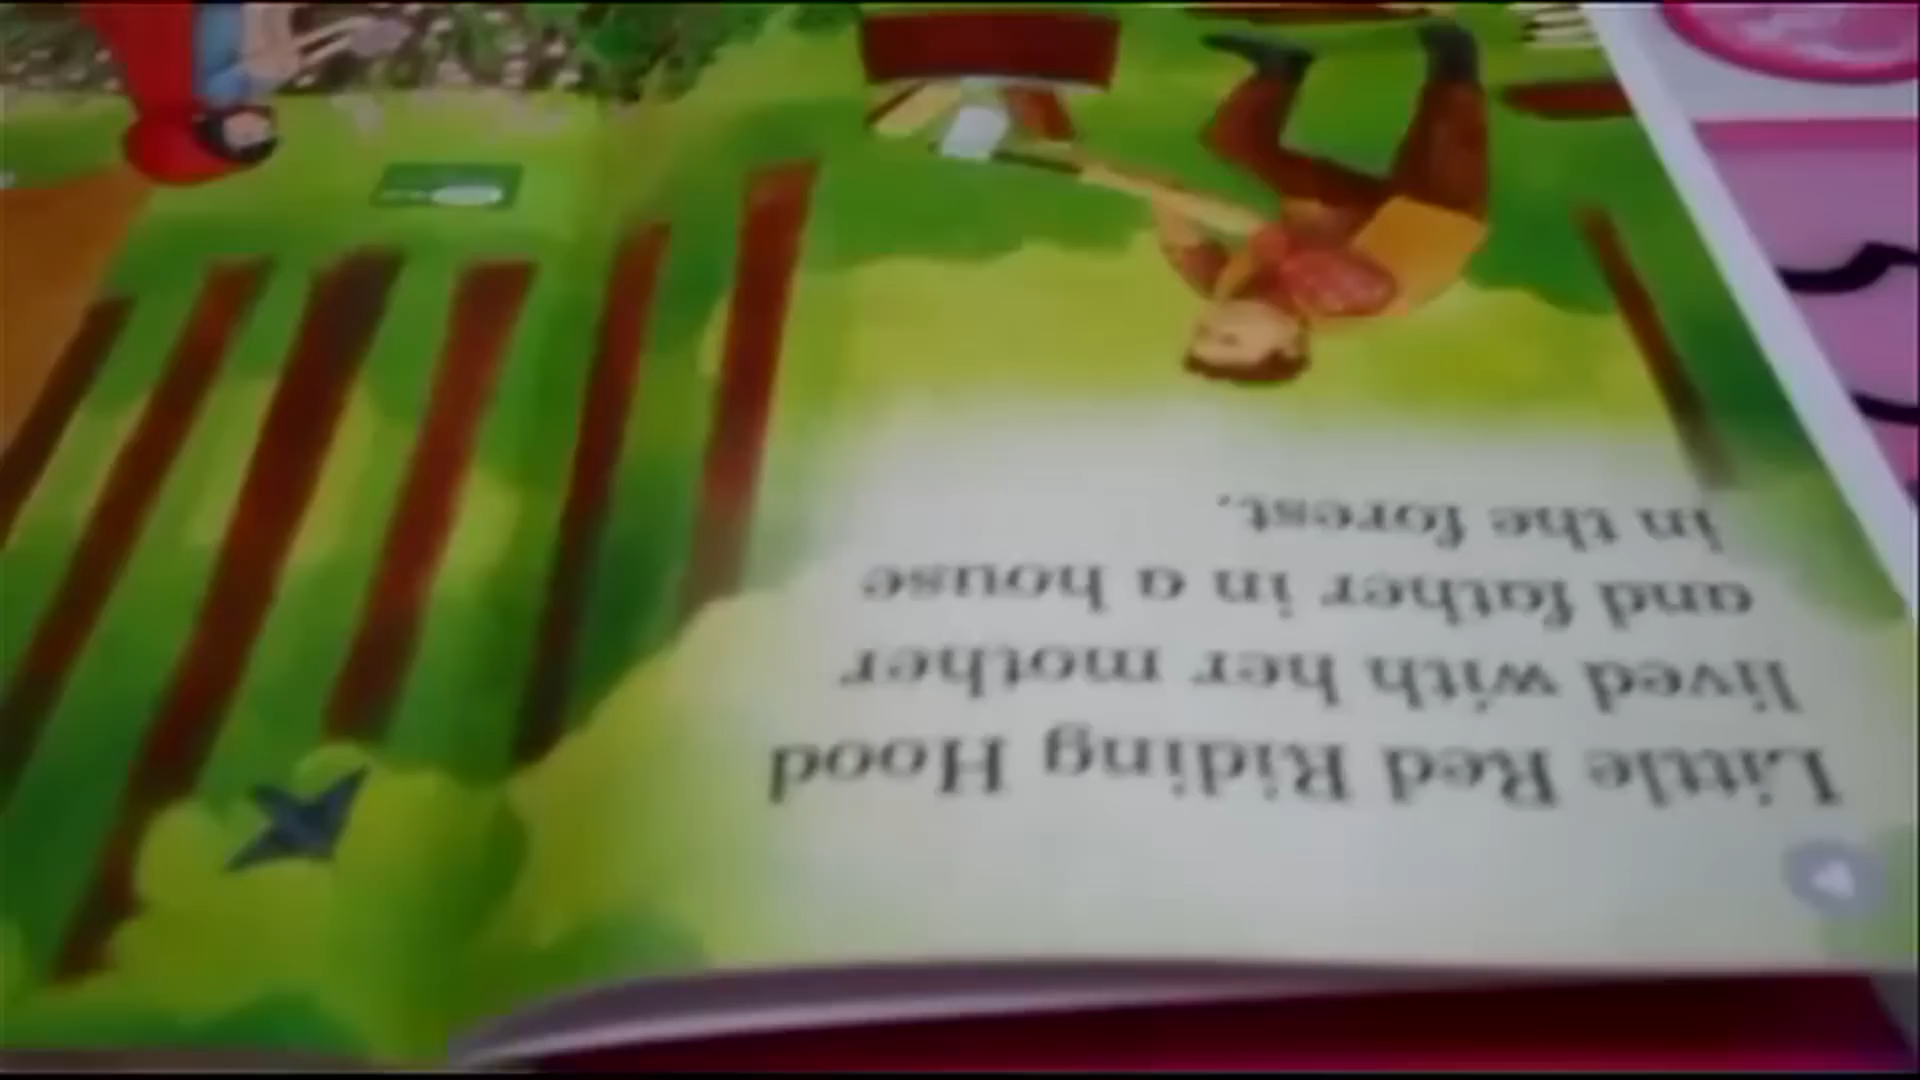 Little Red Riding Hood
lived with her mother
and father in a house
in the forest.